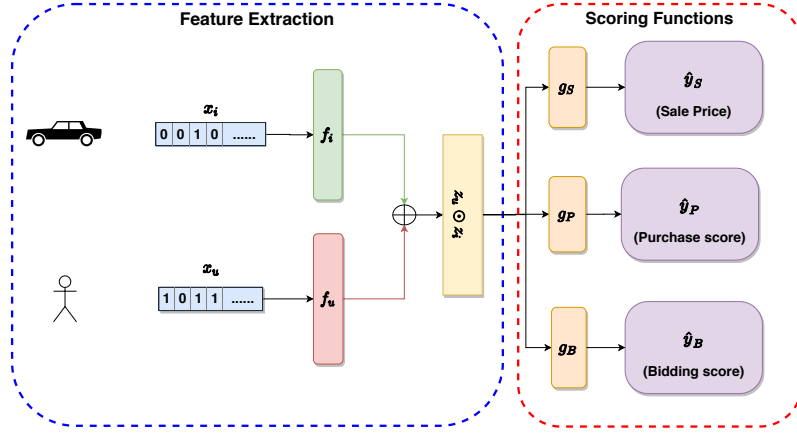 Feature Extraction
Scoring Functions
x_i
0 0 1 0 ......
f_i
x_u
1 0 1 1 ......
f_u
z_i ⊙ z_u
g_S
ŷ_S
(Sale Price)
g_P
ŷ_P
(Purchase score)
g_B
ŷ_B
(Bidding score)